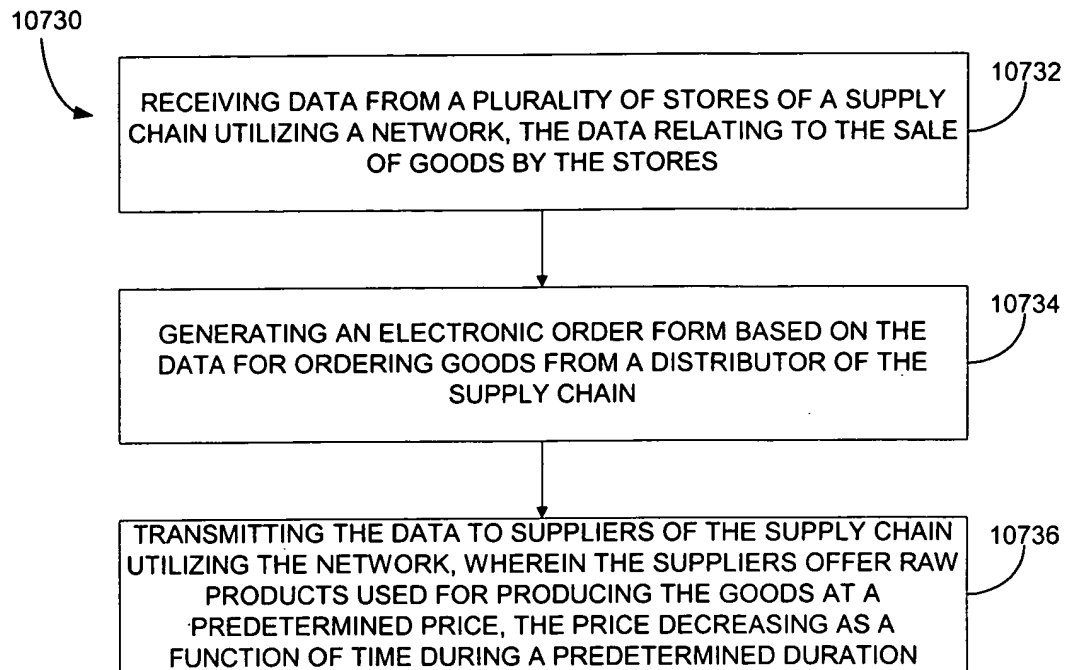 10730
10732
RECEIVING DATA FROM A PLURALITY OF STORES OF A SUPPLY
CHAIN UTILIZING A NETWORK, THE DATA RELATING TO THE SALE
OF GOODS BY THE STORES
10734
GENERATING AN ELECTRONIC ORDER FORM BASED ON THE
DATA FOR ORDERING GOODS FROM A DISTRIBUTOR OF THE
SUPPLY CHAIN
10736
TRANSMITTING THE DATA TO SUPPLIERS OF THE SUPPLY CHAIN
UTILIZING THE NETWORK, WHEREIN THE SUPPLIERS OFFER RAW
PRODUCTS USED FOR PRODUCING THE GOODS AT A
PREDETERMINED PRICE, THE PRICE DECREASING AS A
FUNCTION OF TIME DURING A PREDETERMINED DURATION